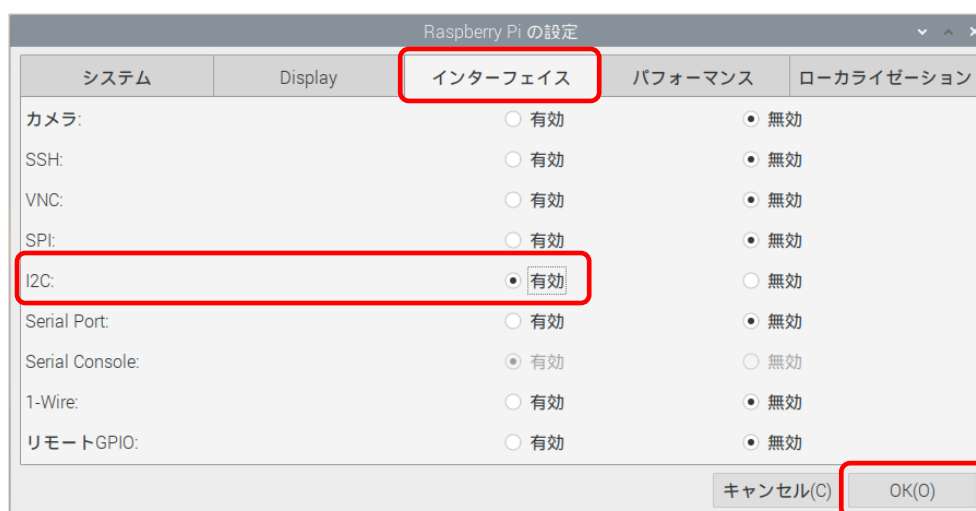 Raspberry Pi の設定
システム Display インターフェイス パフォーマンス ローカライゼーション
カメラ: 有効 無効
SSH: 有効 無効
VNC: 有効 無効
SPI: 有効 無効
I2C: 有効 無効
Serial Port: 有効 無効
Serial Console: 有効 無効
1-Wire: 有効 無効
リモートGPIO: 有効 無効
キャンセル(C) OK(O)